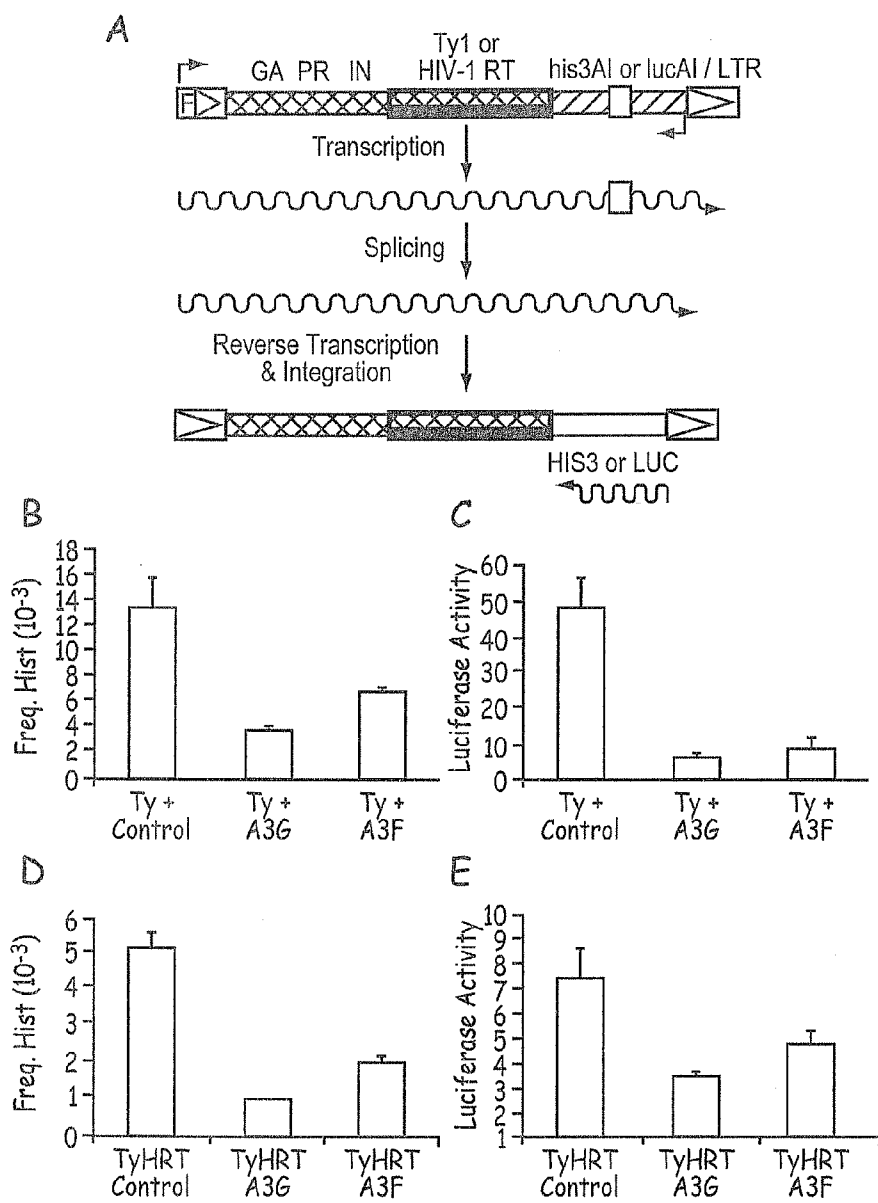 A
Ty1 or
GA PR IN HIV-1 RT his3AI or lucAI / LTR
F
Transcription
Splicing
Reverse Transcription
& Integration
HIS3 or LUC
B
Freq. Hist (10-3)
18
16
14
12
10
8
6
4
2
0
Ty +
Control
Ty +
A3G
Ty +
A3F
C
Luciferase Activity
60
50
40
30
20
10
0
Ty +
Control
Ty +
A3G
Ty +
A3F
D
Freq. Hist (10-3)
6
5
4
3
2
1
0
TyHRT
Control
TyHRT
A3G
TyHRT
A3F
E
Luciferase Activity
10
9
8
7
6
5
4
3
2
1
TyHRT
Control
TyHRT
A3G
TyHRT
A3F